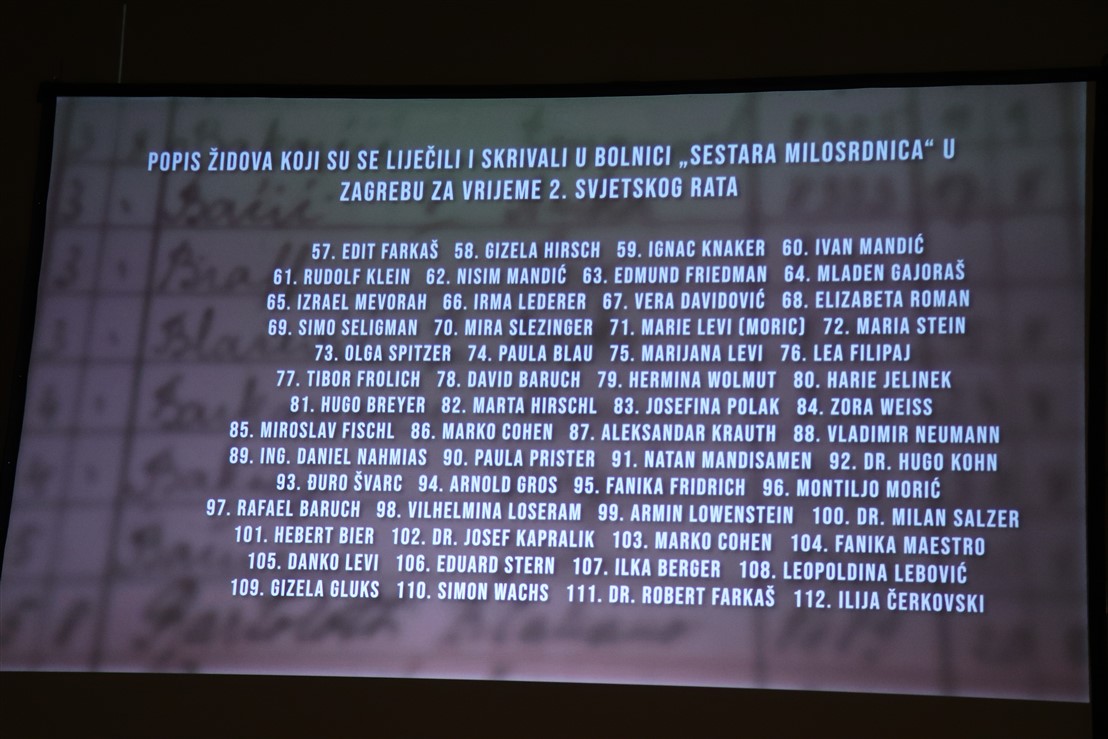 POPIS ŽIDOVA KOJI SU SE LIJEČILI I SKRIVALI U BOLNICI „SESTARA MILOSRDNICA“ U
ZAGREBU ZA VRIJEME 2. SVJETSKOG RATA
57. EDIT FARKAŠ 58. GIZELA HIRSCH 59. IGNAC KNAKER 60. IVAN MANDIĆ
61. RUDOLF KLEIN 62. NISIM MANDIĆ 63. EDMUND FRIEDMAN 64. MLADEN GAJORAŠ
65. IZRAEL MEVORAH 66. IRMA LEDERER 67. VERA DAVIDOVIĆ 68. ELIZABETA ROMAN
69. SIMO SELIGMAN 70. MIRA SLEZINGER 71. MARIE LEVI (MORIC) 72. MARIA STEIN
73. OLGA SPITZER 74. PAULA BLAU 75. MARIJANA LEVI 76. LEA FILIPAJ
77. TIBOR FROLICH 78. DAVID BARUCH 79. HERMINA WOLMUT 80. HARIE JELINEK
81. HUGO BREYER 82. MARTA HIRSCHL 83. JOSEFINA POLAK 84. ZORA WEISS
85. MIROSLAV FISCHL 86. MARKO COHEN 87. ALEKSANDAR KRAUTH 88. VLADIMIR NEUMANN
89. ING. DANIEL NAHMIAS 90. PAULA PRISTER 91. NATAN MANDISAMEN 92. DR. HUGO KOHN
93. ĐURO ŠVARC 94. ARNOLD GROS 95. FANIKA FRIDRICH 96. MONTILJO MORIĆ
97. RAFAEL BARUCH 98. VILHELMINA LOSERAM 99. ARMIN LOWENSTEIN 100. DR. MILAN SALZER
101. HEBERT BIER 102. DR. JOSEF KAPRALIK 103. MARKO COHEN 104. FANIKA MAESTRO
105. DANKO LEVI 106. EDUARD STERN 107. ILKA BERGER 108. LEOPOLDINA LEBOVIĆ
109. GIZELA GLUKS 110. SIMON WACHS 111. DR. ROBERT FARKAŠ 112. ILIJA ČERKOVSKI